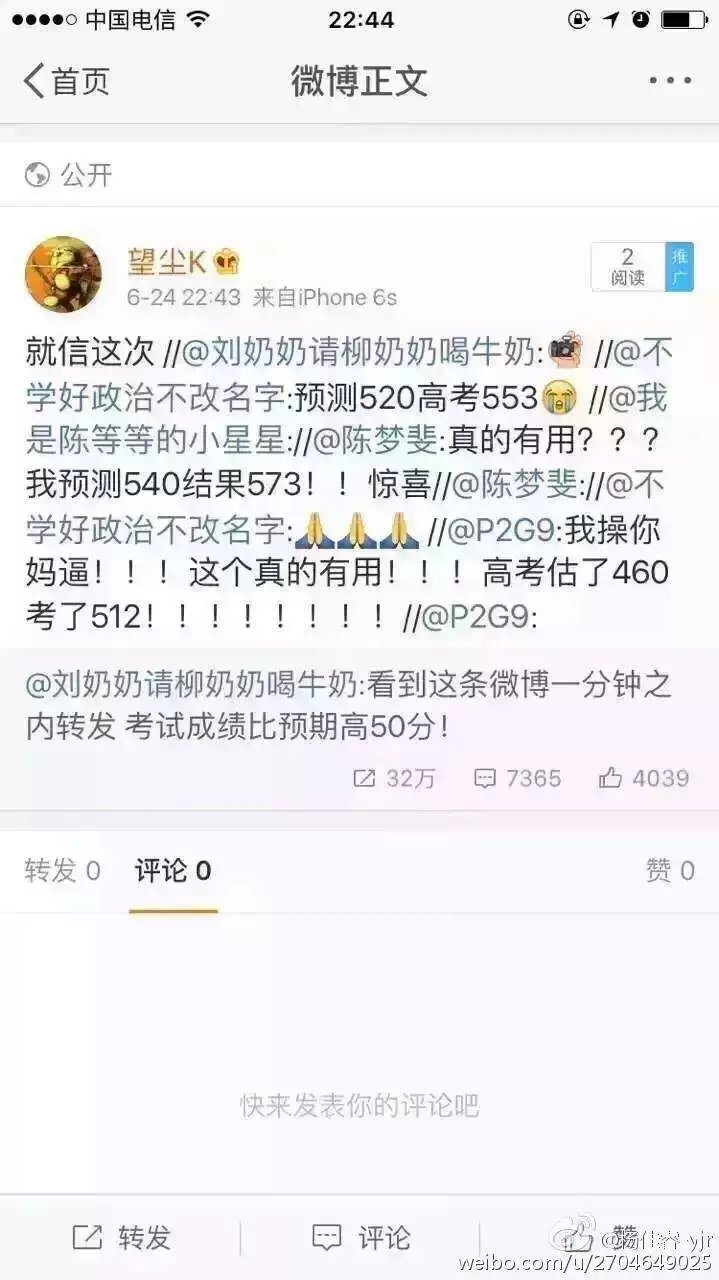 中国电信 22:44
首页 微博正文
公开
望尘K
6-24 22:43 来自iPhone 6s
2 阅读 推广
就信这次 //@刘奶奶请柳奶奶喝牛奶: //@不
学好政治不改名字:预测520高考553 //@我
是陈等等的小星星://@陈梦斐:真的有用？？？
我预测540结果573！！惊喜//@陈梦斐://@不
学好政治不改名字: //@P2G9:我操你
妈逼！！！这个真的有用！！！高考估了460
考了512！！！！！！！！//@P2G9:
@刘奶奶请柳奶奶喝牛奶:看到这条微博一分钟之
内转发 考试成绩比预期高50分！
32万 7365 4039
转发 0 评论 0 赞 0
快来发表你的评论吧
转发 评论 赞
weibo.com/u/2704649025